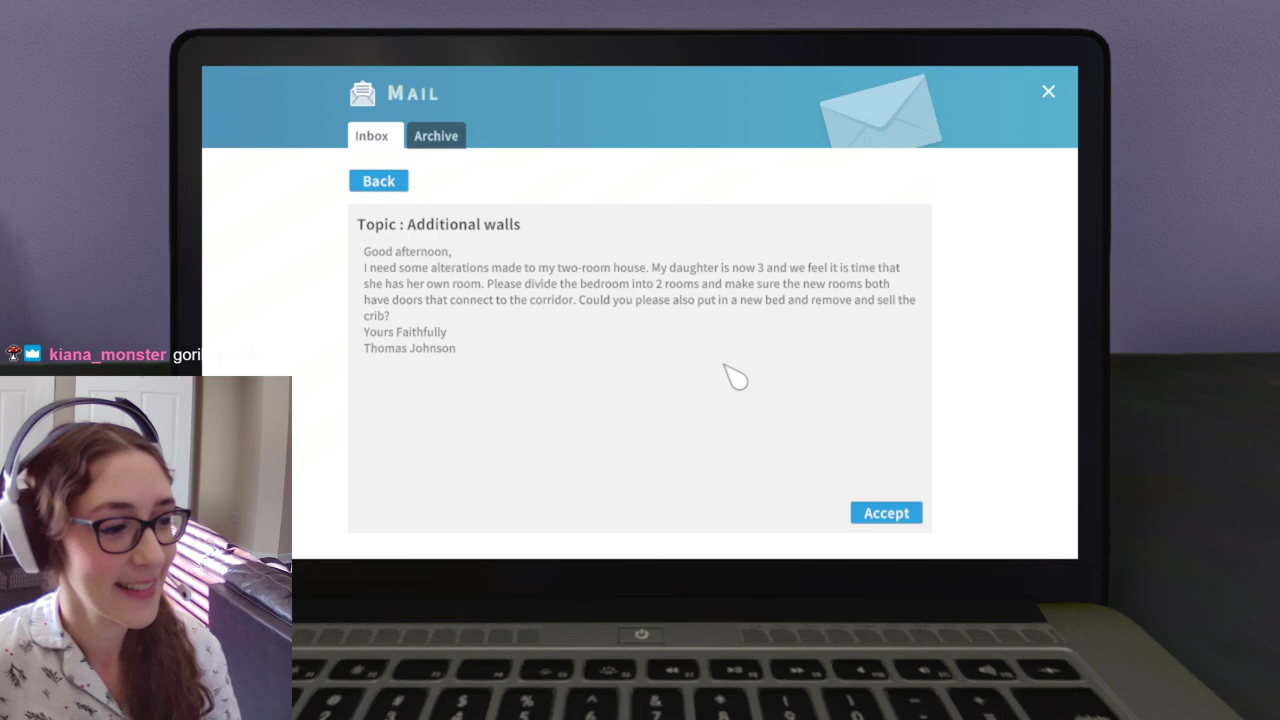 MAIL
Inbox Archive
Back
Topic : Additional walls
Good afternoon,
I need some alterations made to my two-room house. My daughter is now 3 and we feel it is time that
she has her own room. Please divide the bedroom into 2 rooms and make sure the new rooms both
have doors that connect to the corridor. Could you please also put in a new bed and remove and sell the
crib?
Yours Faithfully
Thomas Johnson
kiana_monster
Accept